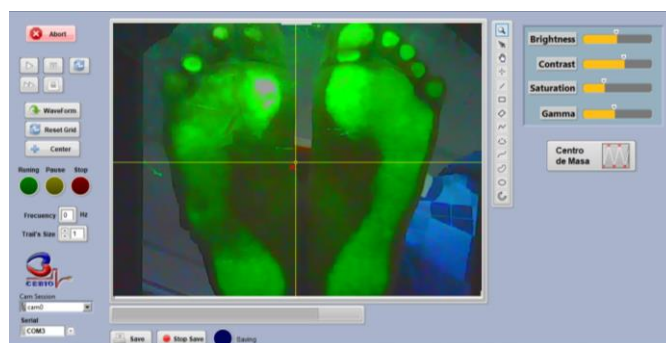 Abort
WaveForm
Reset Grid
Center
Runing Pause Stop
Frecuency 0 Hz
Trail's Size 1
CEBIO
Cam Session
cam0
Serial
COM3
Save
Stop Save
Saving
Brightness
Contrast
Saturation
Gamma
Centro
de Masa